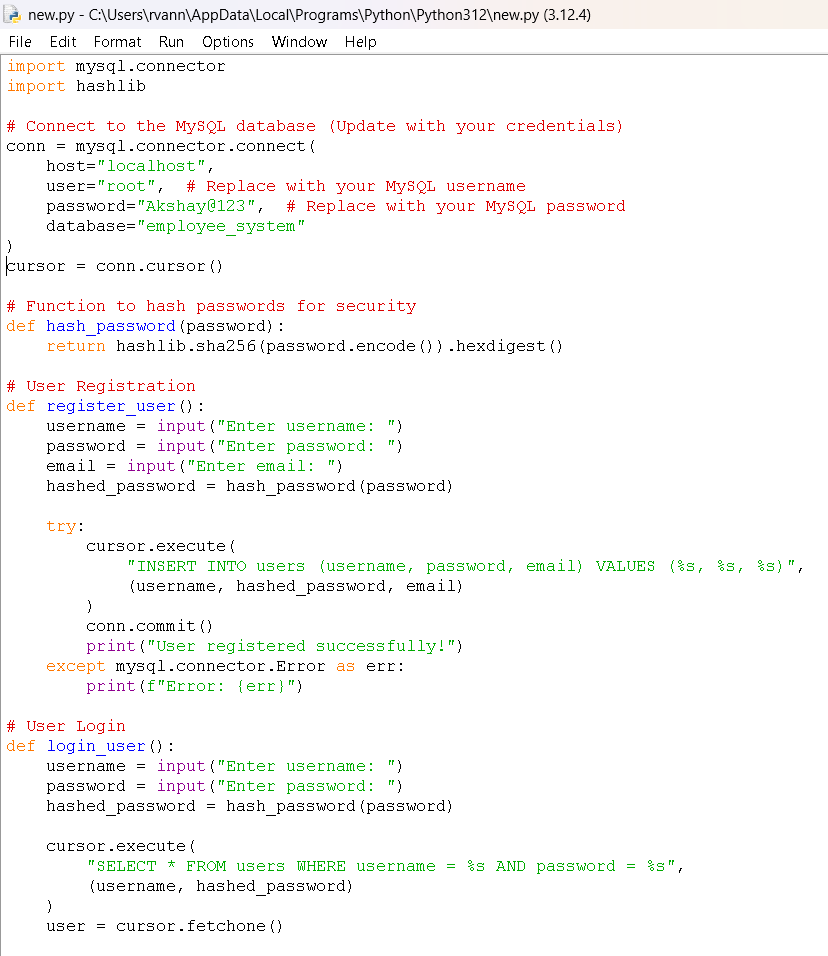 new.py - C:\Users\rvann\AppData\Local\Programs\Python\Python312\new.py (3.12.4)
File Edit Format Run Options Window Help
import mysql.connector
import hashlib

# Connect to the MySQL database (Update with your credentials)
conn = mysql.connector.connect(
    host="localhost",
    user="root",  # Replace with your MySQL username
    password="Akshay@123",  # Replace with your MySQL password
    database="employee_system"
)
cursor = conn.cursor()

# Function to hash passwords for security
def hash_password(password):
    return hashlib.sha256(password.encode()).hexdigest()

# User Registration
def register_user():
    username = input("Enter username: ")
    password = input("Enter password: ")
    email = input("Enter email: ")
    hashed_password = hash_password(password)

    try:
        cursor.execute(
            "INSERT INTO users (username, password, email) VALUES (%s, %s, %s)",
            (username, hashed_password, email)
        )
        conn.commit()
        print("User registered successfully!")
    except mysql.connector.Error as err:
        print(f"Error: {err}")

# User Login
def login_user():
    username = input("Enter username: ")
    password = input("Enter password: ")
    hashed_password = hash_password(password)

    cursor.execute(
        "SELECT * FROM users WHERE username = %s AND password = %s",
        (username, hashed_password)
    )
    user = cursor.fetchone()